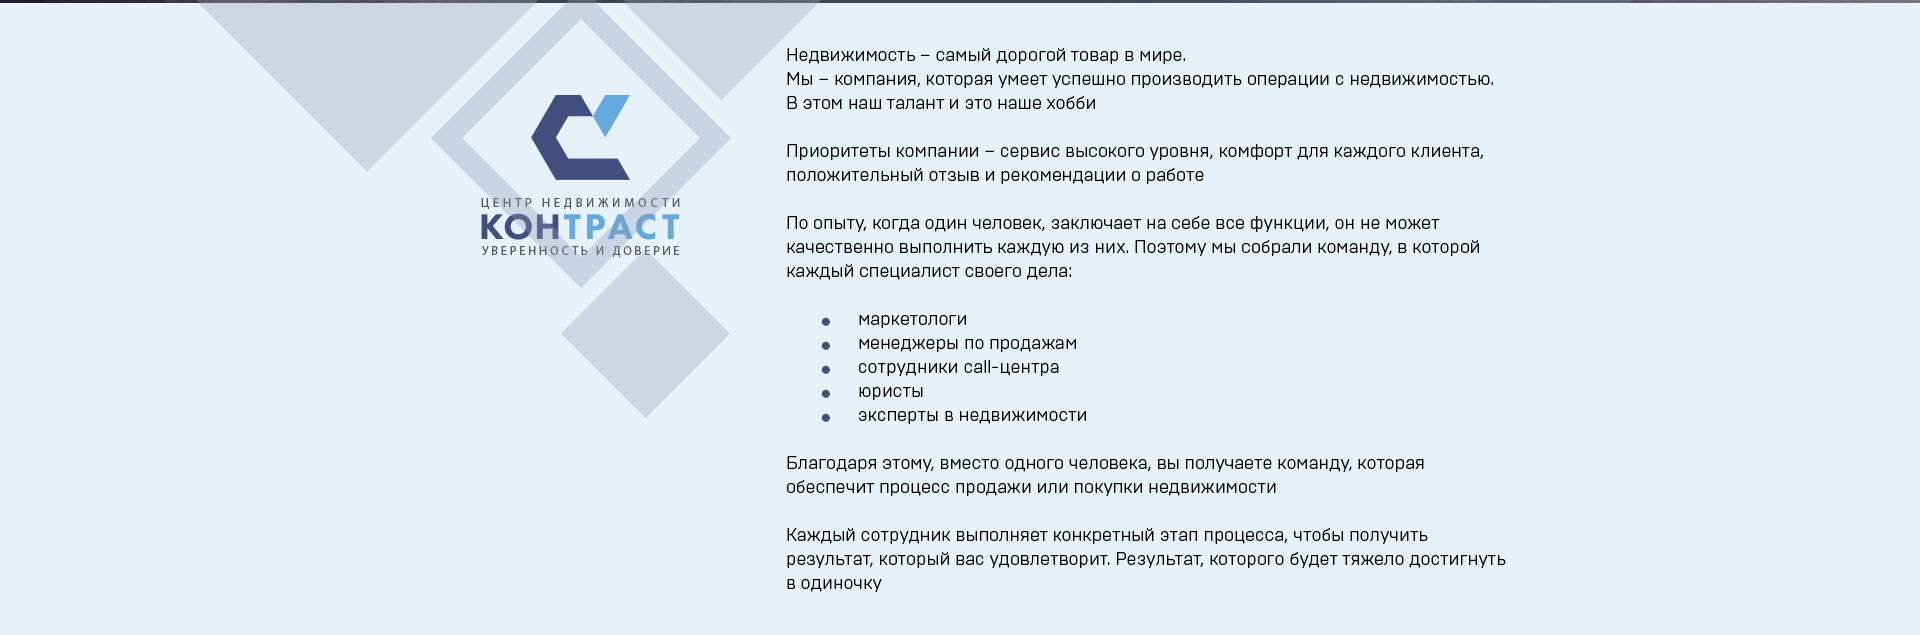 ЦЕНТР НЕДВИЖИМОСТИ
КОНТРАСТ
УВЕРЕННОСТЬ И ДОВЕРИЕ
Недвижимость – самый дорогой товар в мире.
Мы – компания, которая умеет успешно производить операции с недвижимостью.
В этом наш талант и это наше хобби
Приоритеты компании – сервис высокого уровня, комфорт для каждого клиента,
положительный отзыв и рекомендации о работе
По опыту, когда один человек, заключает на себе все функции, он не может
качественно выполнить каждую из них. Поэтому мы собрали команду, в которой
каждый специалист своего дела:
• маркетологи
• менеджеры по продажам
• сотрудники call-центра
• юристы
• эксперты в недвижимости
Благодаря этому, вместо одного человека, вы получаете команду, которая
обеспечит процесс продажи или покупки недвижимости
Каждый сотрудник выполняет конкретный этап процесса, чтобы получить
результат, который вас удовлетворит. Результат, которого будет тяжело достигнуть
в одиночку